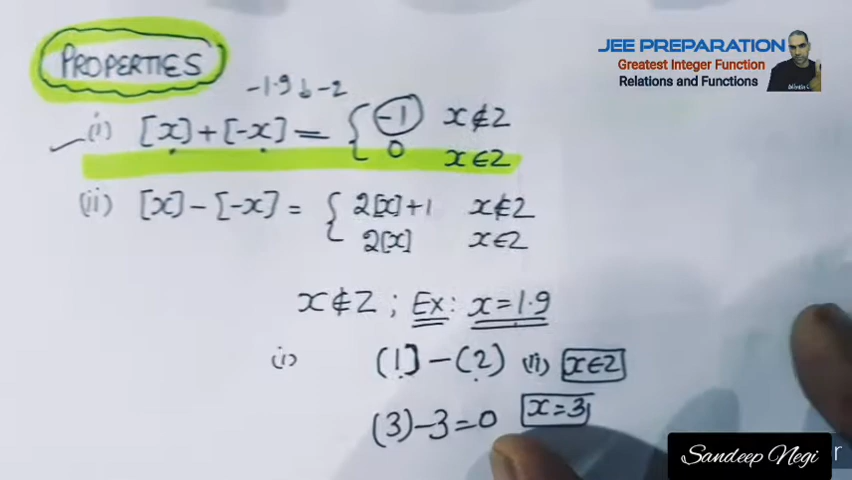 JEE PREPARATION
Greatest Integer Function
Relations and Functions
PROPERTIES
-1.9 ↓ -2
(i) [x]+[-x] = { -1 x∉Z
0 x∈Z
(ii) [x] - [-x] = { 2[x]+1 x∉Z
2[x] x∈Z
x∉Z ; Ex: x=1.9
(i) (1] - (2) (ii) x∈Z
(3)-3=0 x=3
Sandeep Negi